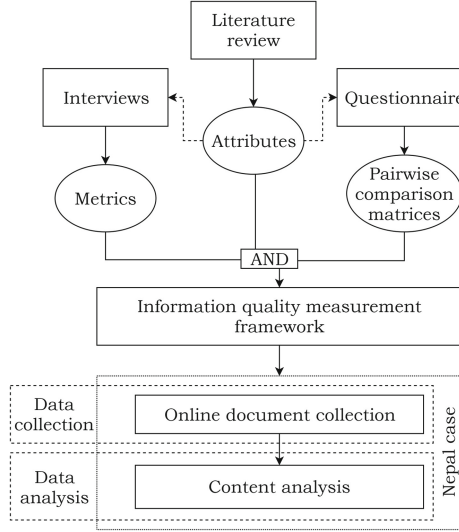 Literature
review
Interviews
Attributes
Questionnaire
Metrics
Pairwise
comparison
matrices
AND
Information quality measurement
framework
Data
collection
Online document collection
Data
analysis
Content analysis
Nepal case